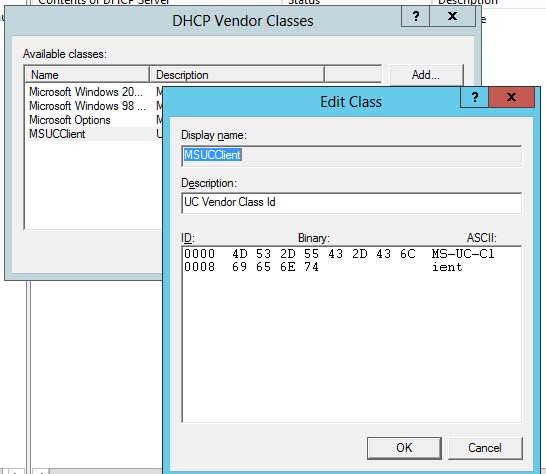 Contents of DHCP Server Status Description
DHCP Vendor Classes ? X
Available classes:
Name Description
Add...
Microsoft Windows 20... M
Microsoft Windows 98 ... M
Microsoft Options M
MSUCClient U
Edit Class ? X
Display name:
MSUCClient
Description:
UC Vendor Class Id
ID: Binary: ASCII:
0000 4D 53 2D 55 43 2D 43 6C MS-UC-Cl
0008 69 65 6E 74 ient
OK Cancel